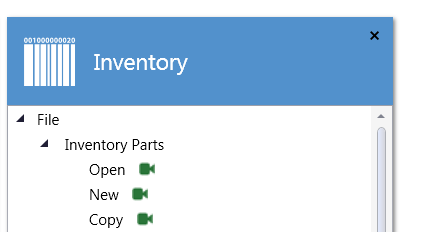 001000000020
Inventory
File
Inventory Parts
Open
New
Copy